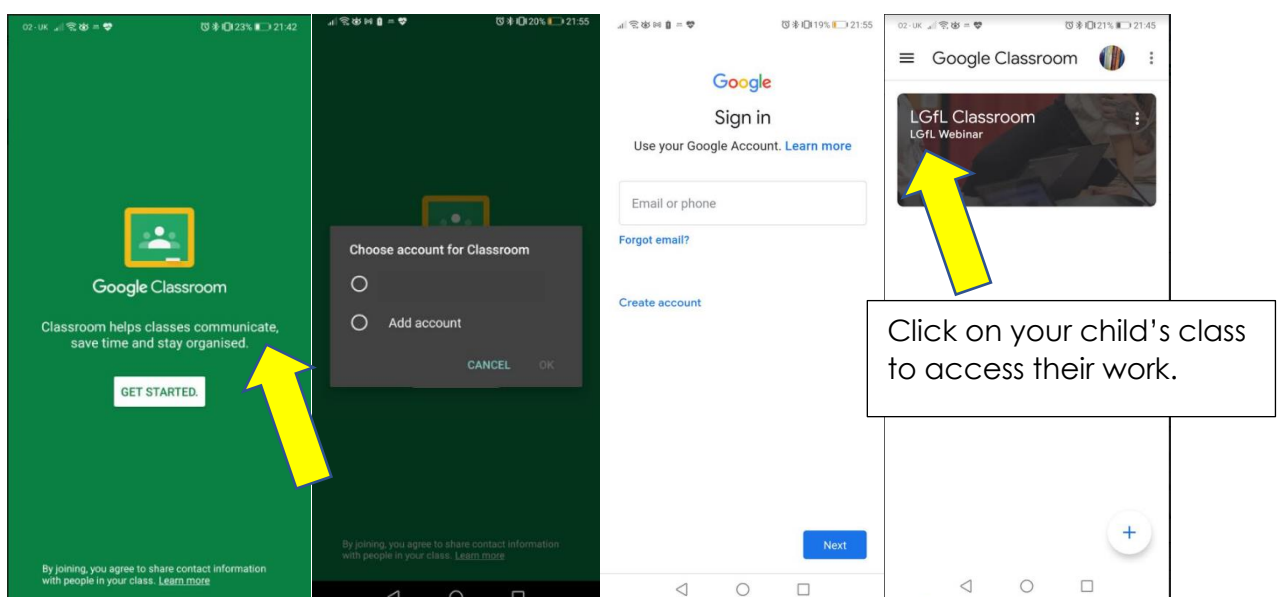 O2-UK 23% 21:42
Google Classroom
Classroom helps classes communicate,
save time and stay organised.
GET STARTED.
By joining, you agree to share contact information
with people in your class. Learn more
20% 21:55
Choose account for Classroom
Add account
CANCEL OK
By joining, you agree to share contact information
with people in your class. Learn more
19% 21:55
Google
Sign in
Use your Google Account. Learn more
Email or phone
Forgot email?
Create account
Next
O2-UK 21% 21:45
Google Classroom
LGfL Classroom
LGfL Webinar
Click on your child’s class
to access their work.